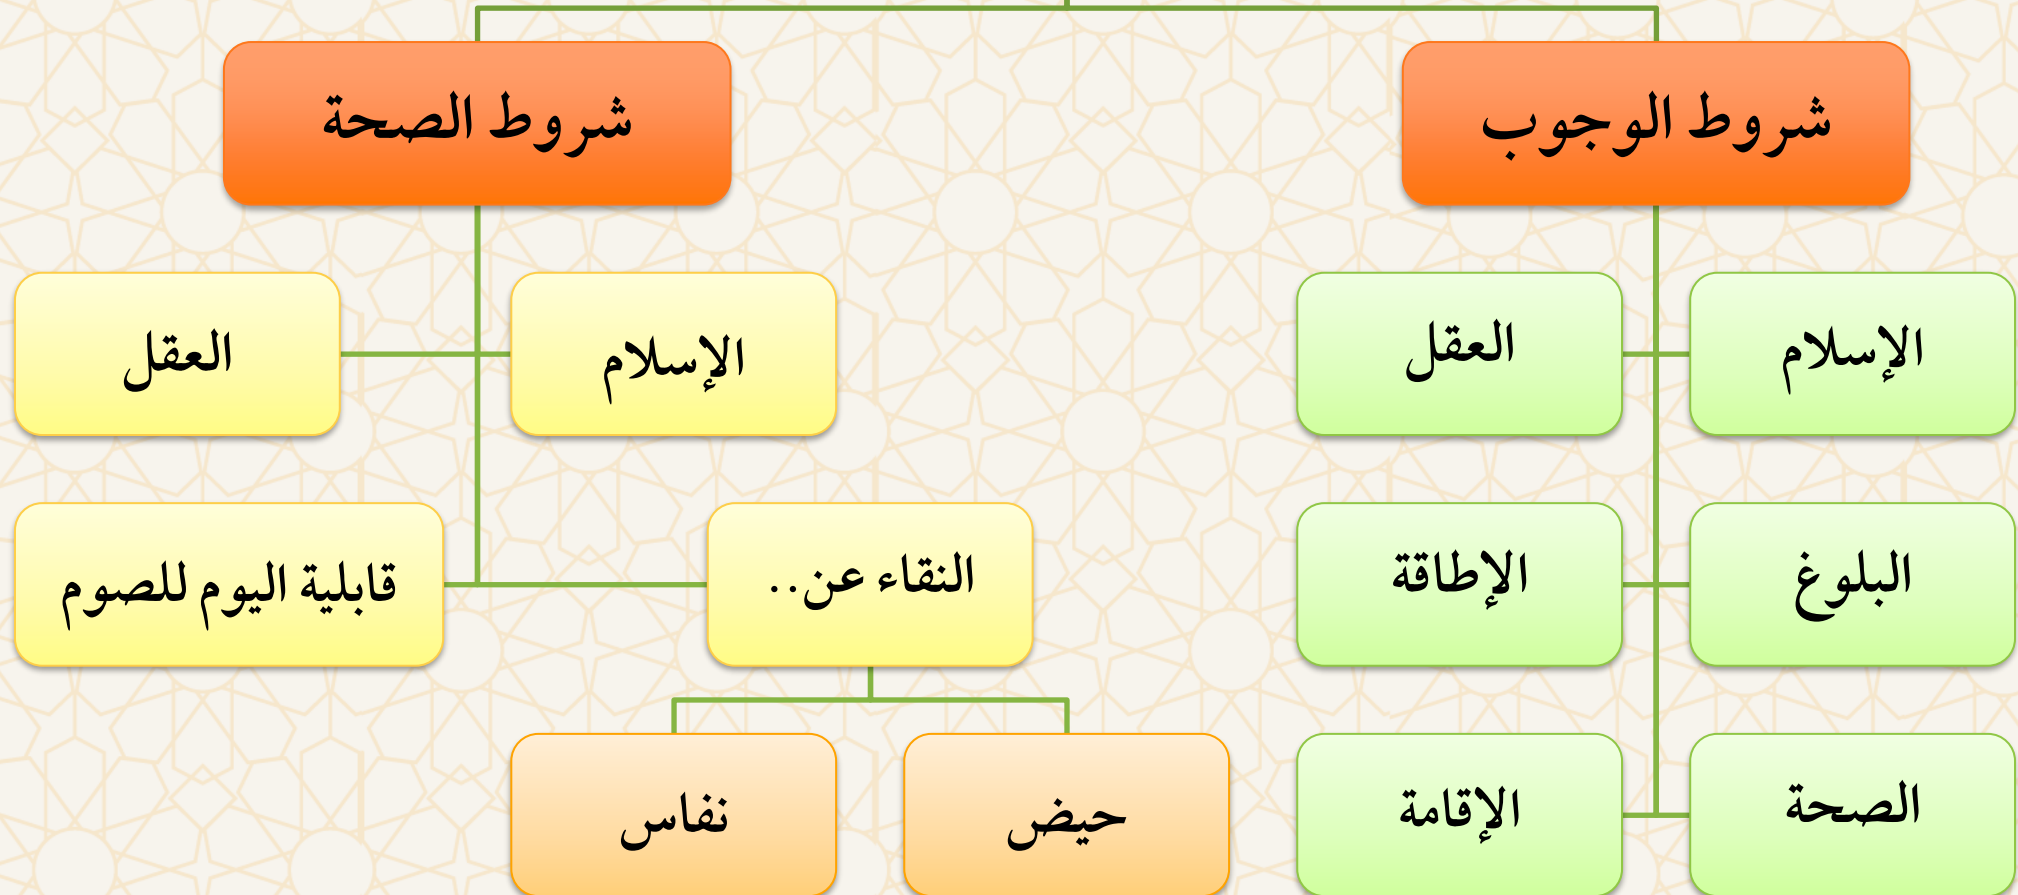 شروط الوجوب
شروط الصحة
الإسلام
العقل
الإسلام
العقل
البلوغ
الإطاقة
النقاء عن..
قابلية اليوم للصوم
الصحة
الإقامة
حيض
نفاس